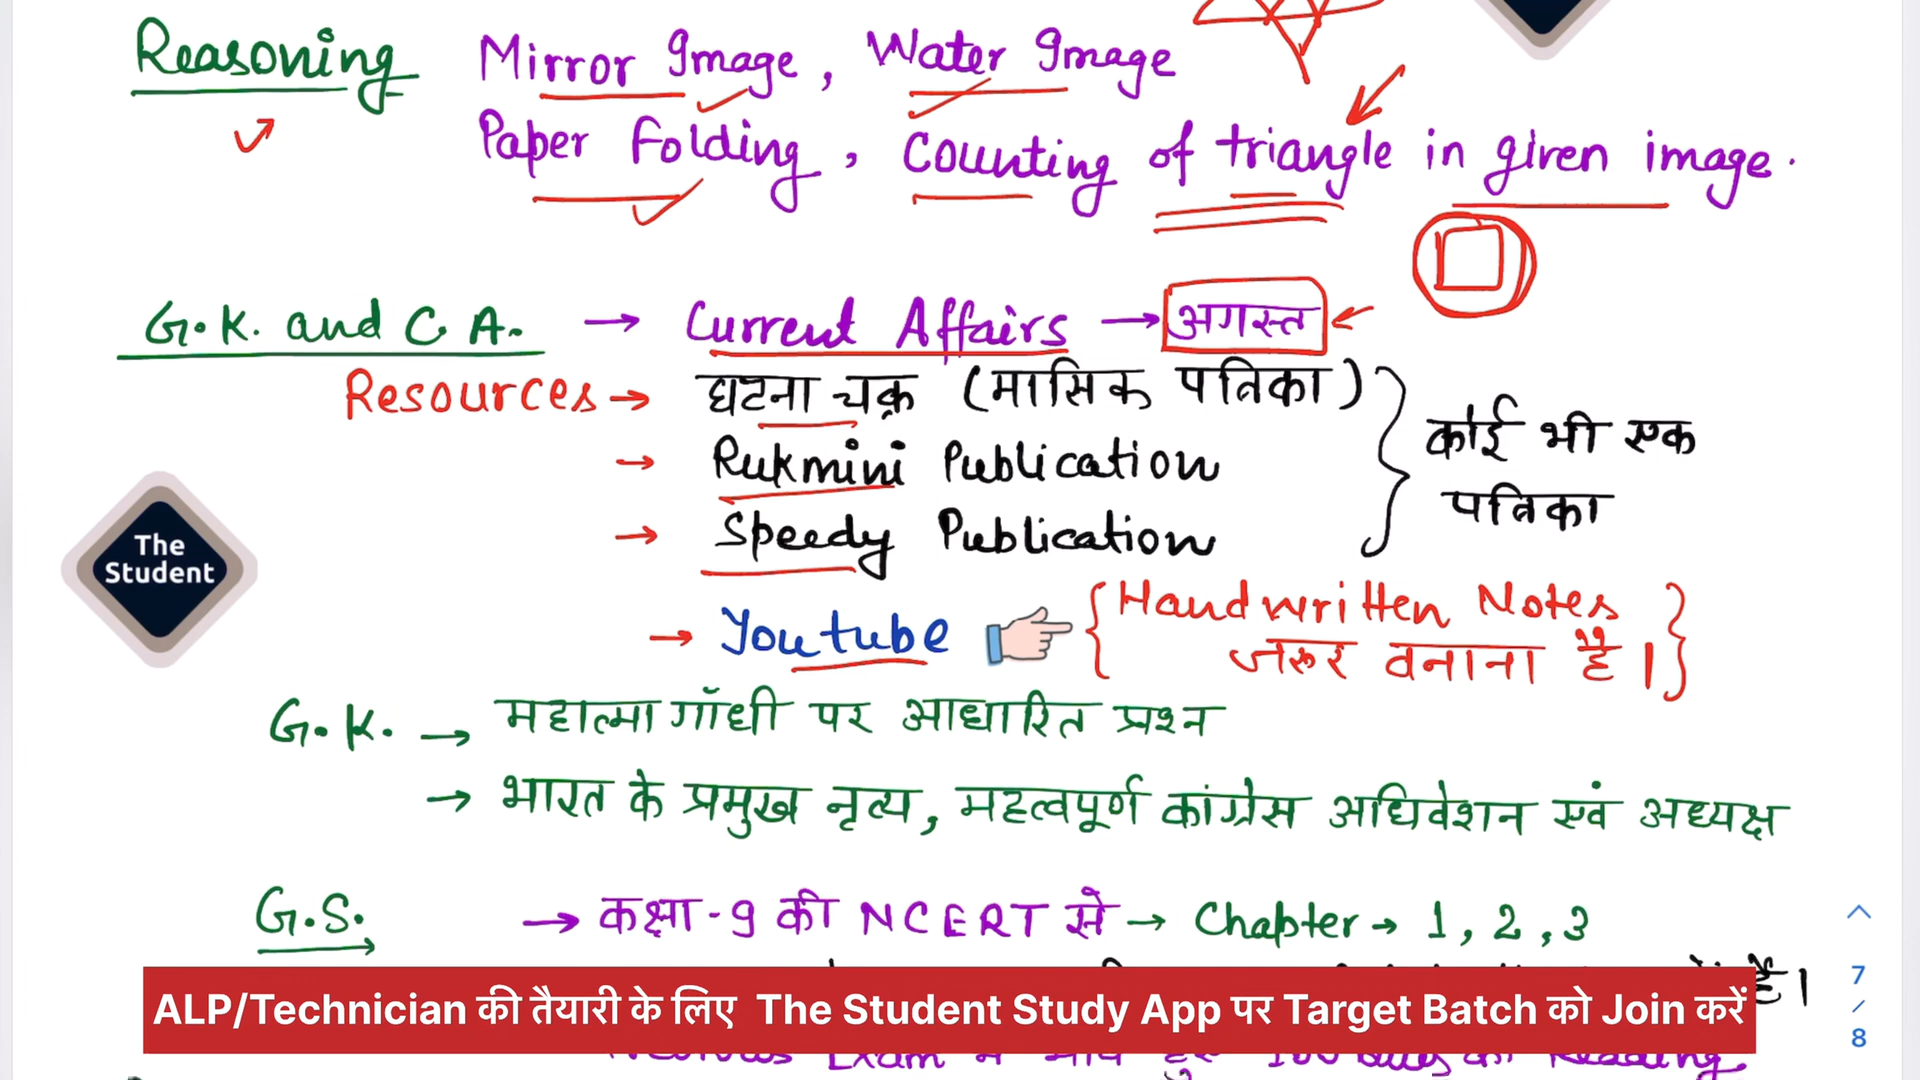 Reasoning
Mirror Image, Water Image
Paper Folding, Counting of triangle in given image.
G.K. and C.A. → Current Affairs → अगस्त
Resources → घटना चक्र (मासिक पत्रिका)
→ Rukmini Publication
→ Speedy Publication
कोई भी एक
पत्रिका
→ Youtube {Handwritten Notes
जरूर बनाना है।}
The
Student
G.K. → महात्मा गाँधी पर आधारित प्रश्न
→ भारत के प्रमुख नृत्य, महत्वपूर्ण कांग्रेस अधिवेशन एवं अध्यक्ष
G.S. → कक्षा-9 की NCERT से → Chapter → 1, 2, 3
है।
ALP/Technician की तैयारी के लिए The Student Study App पर Target Batch को Join करें
Exam
Reading
7
/
8